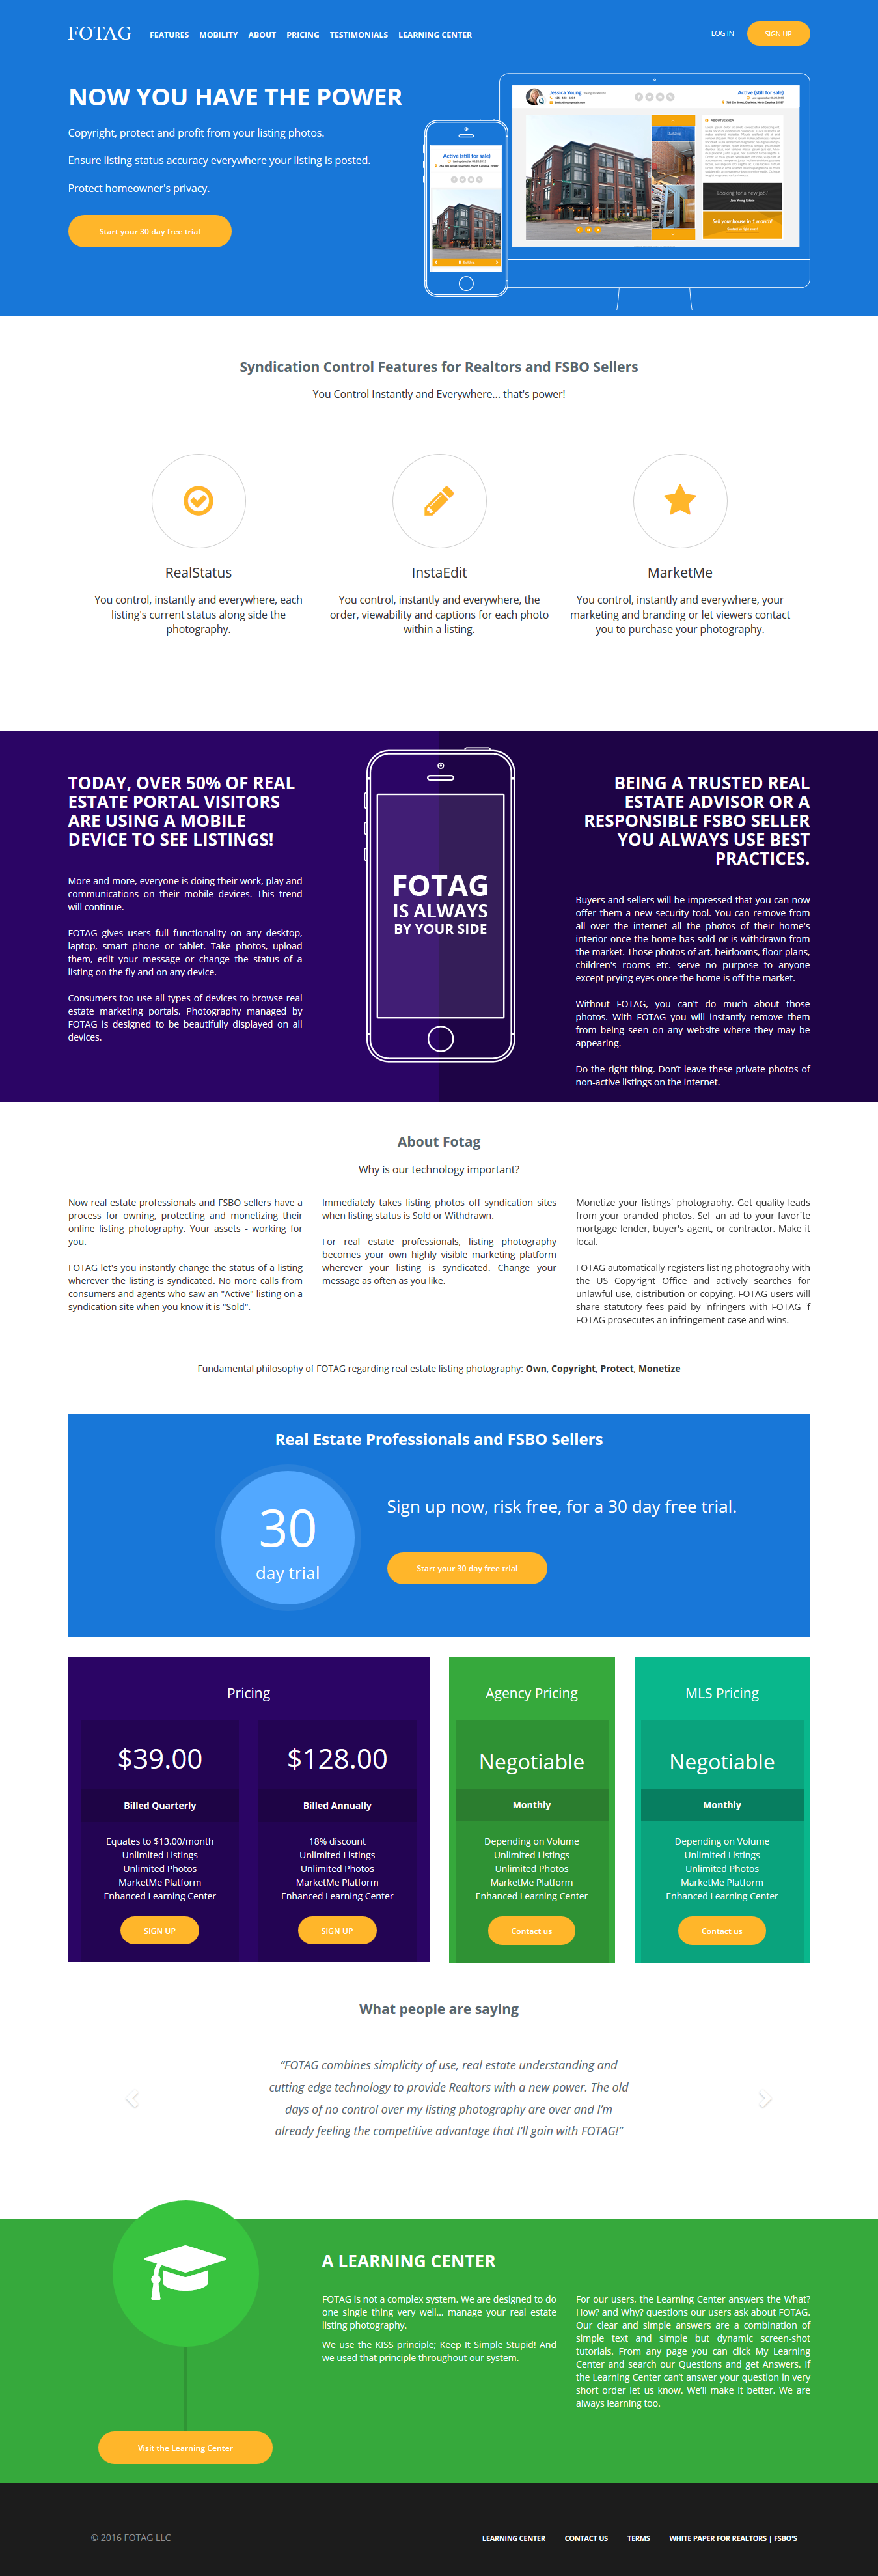 FOTAG
FEATURES MOBILITY ABOUT PRICING TESTIMONIALS LEARNING CENTER
LOG IN
SIGN UP
NOW YOU HAVE THE POWER
Copyright, protect and profit from your listing photos.
Ensure listing status accuracy everywhere your listing is posted.
Protect homeowner's privacy.
Start your 30 day free trial
Active (still for sale)
Building
Jessica Young
Active (still for sale)
Building
ABOUT JESSICA
Looking for a new job?
Join Young Estate
Sell your house in 1 month!
Syndication Control Features for Realtors and FSBO Sellers
You Control Instantly and Everywhere... that's power!
RealStatus
You control, instantly and everywhere, each
listing's current status along side the
photography.
InstaEdit
You control, instantly and everywhere, the
order, viewability and captions for each photo
within a listing.
MarketMe
You control, instantly and everywhere, your
marketing and branding or let viewers contact
you to purchase your photography.
TODAY, OVER 50% OF REAL
ESTATE PORTAL VISITORS
ARE USING A MOBILE
DEVICE TO SEE LISTINGS!
More and more, everyone is doing their work, play and
communications on their mobile devices. This trend
will continue.
FOTAG gives users full functionality on any desktop,
laptop, smart phone or tablet. Take photos, upload
them, edit your message or change the status of a
listing on the fly and on any device.
Consumers too use all types of devices to browse real
estate marketing portals. Photography managed by
FOTAG is designed to be beautifully displayed on all
devices.
FOTAG
IS ALWAYS
BY YOUR SIDE
BEING A TRUSTED REAL
ESTATE ADVISOR OR A
RESPONSIBLE FSBO SELLER
YOU ALWAYS USE BEST
PRACTICES.
Buyers and sellers will be impressed that you can now
offer them a new security tool. You can remove from
all over the internet all the photos of their home's
interior once the home has sold or is withdrawn from
the market. Those photos of art, heirlooms, floor plans,
children's rooms etc. serve no purpose to anyone
except prying eyes once the home is off the market.
Without FOTAG, you can't do much about those
photos. With FOTAG you will instantly remove them
from being seen on any website where they may be
appearing.
Do the right thing. Don't leave these private photos of
non-active listings on the internet.
About Fotag
Why is our technology important?
Now real estate professionals and FSBO sellers have a
process for owning, protecting and monetizing their
online listing photography. Your assets - working for
you.
FOTAG let's you instantly change the status of a listing
wherever the listing is syndicated. No more calls from
consumers and agents who saw an "Active" listing on a
syndication site when you know it is "Sold".
Immediately takes listing photos off syndication sites
when listing status is Sold or Withdrawn.
For real estate professionals, listing photography
becomes your own highly visible marketing platform
wherever your listing is syndicated. Change your
message as often as you like.
Monetize your listings' photography. Get quality leads
from your branded photos. Sell an ad to your favorite
mortgage lender, buyer's agent, or contractor. Make it
local.
FOTAG automatically registers listing photography with
the US Copyright Office and actively searches for
unlawful use, distribution or copying. FOTAG users will
share statutory fees paid by infringers with FOTAG if
FOTAG prosecutes an infringement case and wins.
Fundamental philosophy of FOTAG regarding real estate listing photography: Own, Copyright, Protect, Monetize
Real Estate Professionals and FSBO Sellers
30
day trial
Sign up now, risk free, for a 30 day free trial.
Start your 30 day free trial
Pricing
$39.00
Billed Quarterly
Equates to $13.00/month
Unlimited Listings
Unlimited Photos
MarketMe Platform
Enhanced Learning Center
SIGN UP
$128.00
Billed Annually
18% discount
Unlimited Listings
Unlimited Photos
MarketMe Platform
Enhanced Learning Center
SIGN UP
Agency Pricing
Negotiable
Monthly
Depending on Volume
Unlimited Listings
Unlimited Photos
MarketMe Platform
Enhanced Learning Center
Contact us
MLS Pricing
Negotiable
Monthly
Depending on Volume
Unlimited Listings
Unlimited Photos
MarketMe Platform
Enhanced Learning Center
Contact us
What people are saying
“FOTAG combines simplicity of use, real estate understanding and
cutting edge technology to provide Realtors with a new power. The old
days of no control over my listing photography are over and I’m
already feeling the competitive advantage that I’ll gain with FOTAG!”
A LEARNING CENTER
FOTAG is not a complex system. We are designed to do
one single thing very well... manage your real estate
listing photography.
We use the KISS principle; Keep It Simple Stupid! And
we used that principle throughout our system.
For our users, the Learning Center answers the What?
How? and Why? questions our users ask about FOTAG.
Our clear and simple answers are a combination of
simple text and simple but dynamic screen-shot
tutorials. From any page you can click My Learning
Center and search our Questions and get Answers. If
the Learning Center can't answer your question in very
short order let us know. We'll make it better. We are
always learning too.
Visit the Learning Center
© 2016 FOTAG LLC
LEARNING CENTER CONTACT US TERMS WHITE PAPER FOR REALTORS | FSBO'S